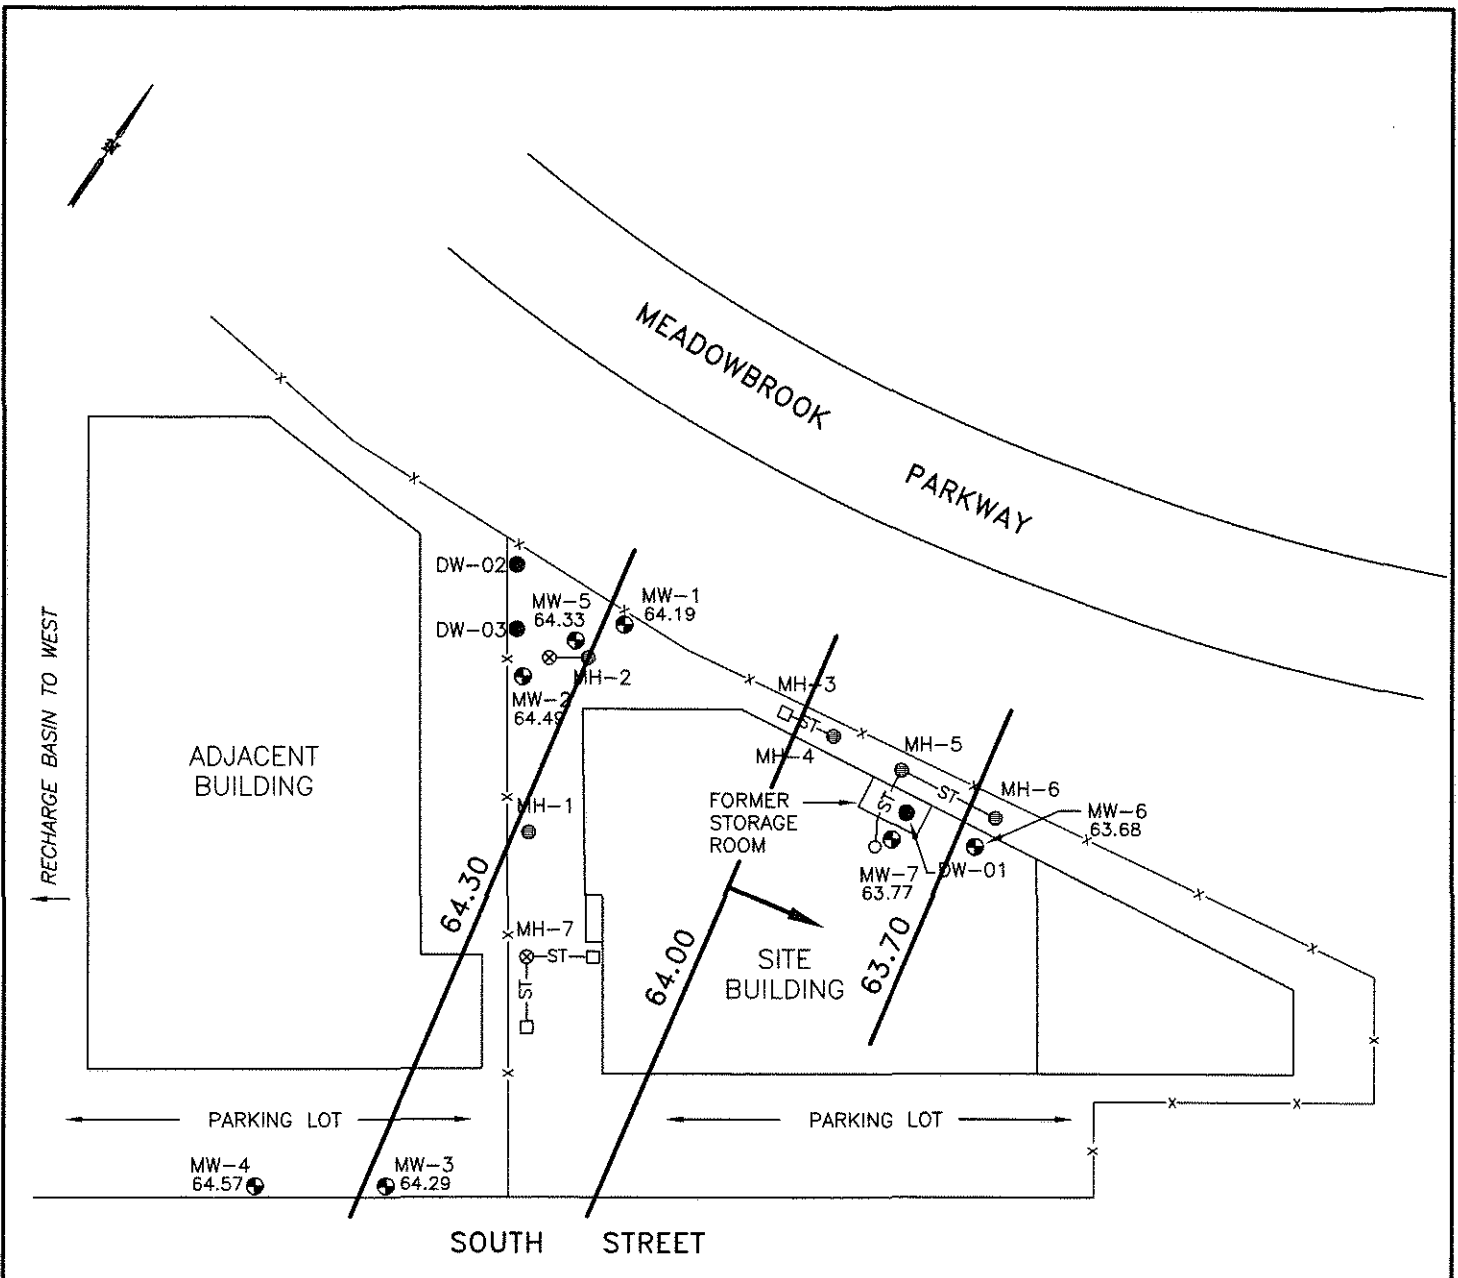 MEADOWBROOK
PARKWAY
DW-02
MW-5
64.33
MW-1
64.19
DW-03
MH-2
MW-2
64.49
RECHARGE BASIN TO WEST
ADJACENT
BUILDING
MH-3
ST
MH-4
MH-5
ST
MH-6
ST
FORMER
STORAGE
ROOM
MW-6
63.68
MH-1
MW-7
63.77
DW-01
64.30
64.00
63.70
MH-7
ST
ST
SITE
BUILDING
PARKING LOT
PARKING LOT
MW-4
64.57
MW-3
64.29
SOUTH STREET